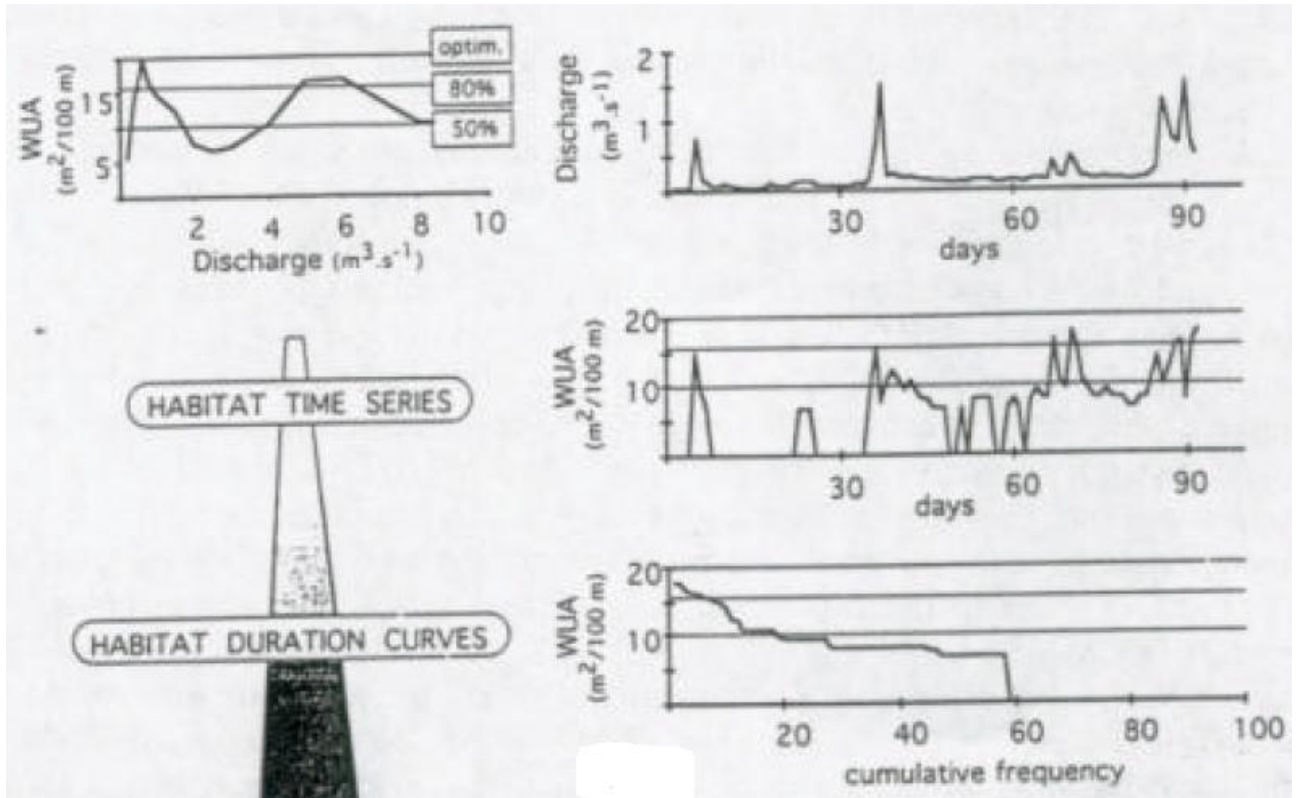 optim.
80%
50%
15
5
WUA
(m²/100 m)
2 4 6 8 10
Discharge (m³.s⁻¹)
2
1
Discharge
(m³.s⁻¹)
30 60 90
days
HABITAT TIME SERIES
20
10
WUA
(m²/100 m)
30 60 90
days
HABITAT DURATION CURVES
20
10
WUA
(m²/100 m)
20 40 60 80 100
cumulative frequency